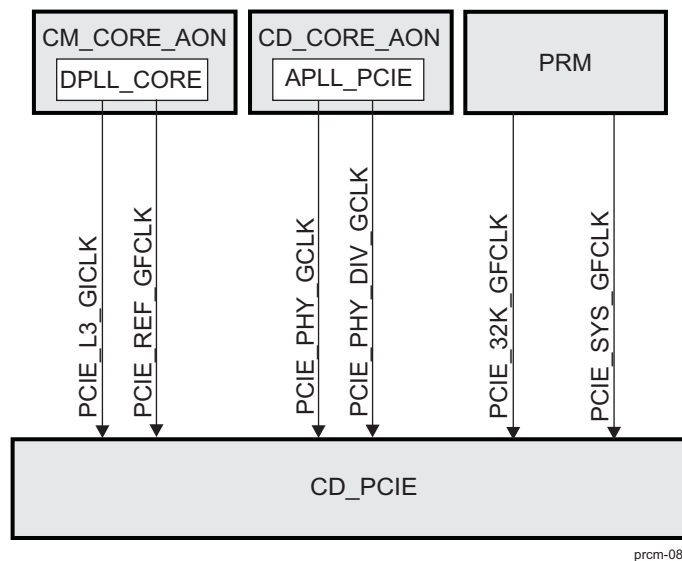 CM_CORE_AON
DPLL_CORE
CD_CORE_AON
APLL_PCIE
PRM
PCIE_L3_GICLK
PCIE_REF_GFCLK
PCIE_PHY_GCLK
PCIE_PHY_DIV_GCLK
PCIE_32K_GFCLK
PCIE_SYS_GFCLK
CD_PCIE
prcm-08